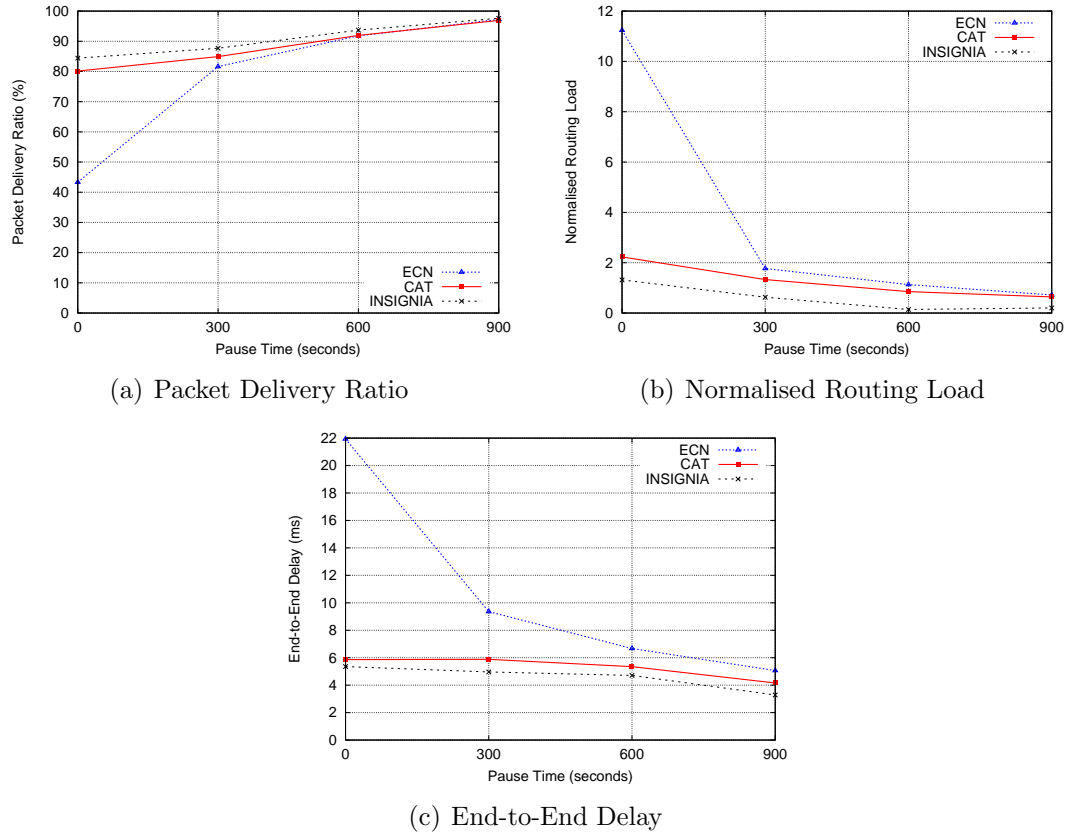 100
90
80
70
60
50
40
30
20
10
0
Packet Delivery Ratio (%)
ECN
CAT
INSIGNIA
0 300 600 900
Pause Time (seconds)
(a) Packet Delivery Ratio
12
10
8
6
4
2
0
Normalised Routing Load
ECN
CAT
INSIGNIA
0 300 600 900
Pause Time (seconds)
(b) Normalised Routing Load
22
20
18
16
14
12
10
8
6
4
2
0
End-to-End Delay (ms)
ECN
CAT
INSIGNIA
0 300 600 900
Pause Time (seconds)
(c) End-to-End Delay